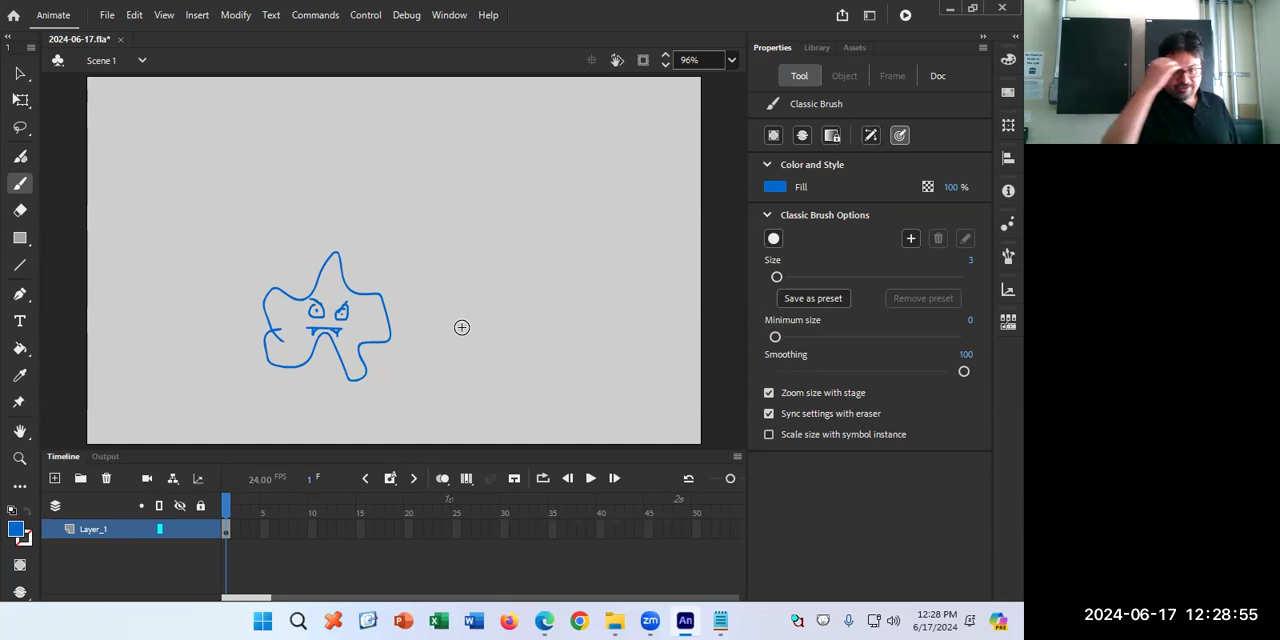 Animate File Edit View Insert Modify Text Commands Control Debug Window Help
2024-06-17.fla* ×
Scene 1 96%
Properties Library Assets
Tool Object Frame Doc
Classic Brush
Color and Style
Fill 100 %
Classic Brush Options
Size 3
Save as preset Remove preset
Minimum size 0
Smoothing 100
Zoom size with stage
Sync settings with eraser
Scale size with symbol instance
Timeline Output
24.00 FPS 1 F
1s 2s
5 10 15 20 25 30 35 40 45 50
Layer_1
An
12:28 PM
6/17/2024
PRE
2024-06-17 12:28:55